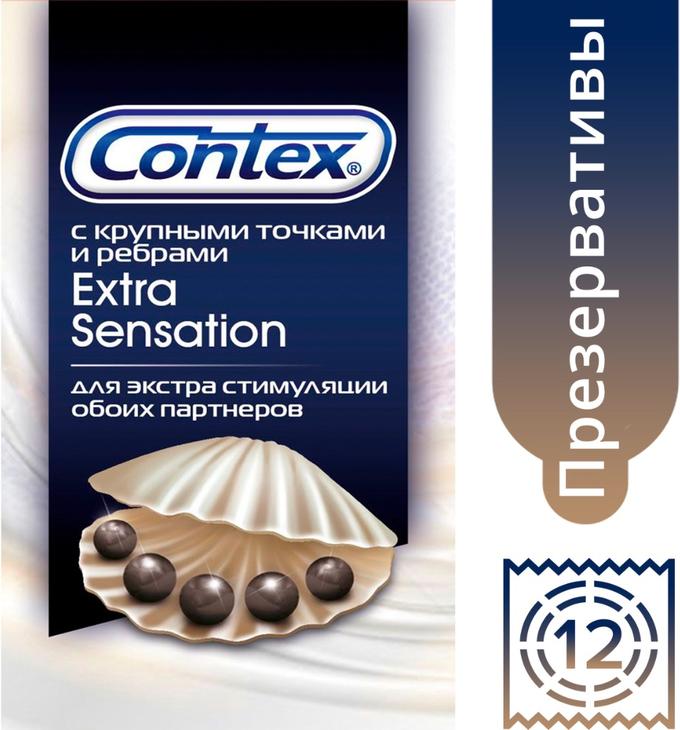 Contex®
с крупными точками
и ребрами
Extra
Sensation
для экстра стимуляции
обоих партнеров
Презервативы
12